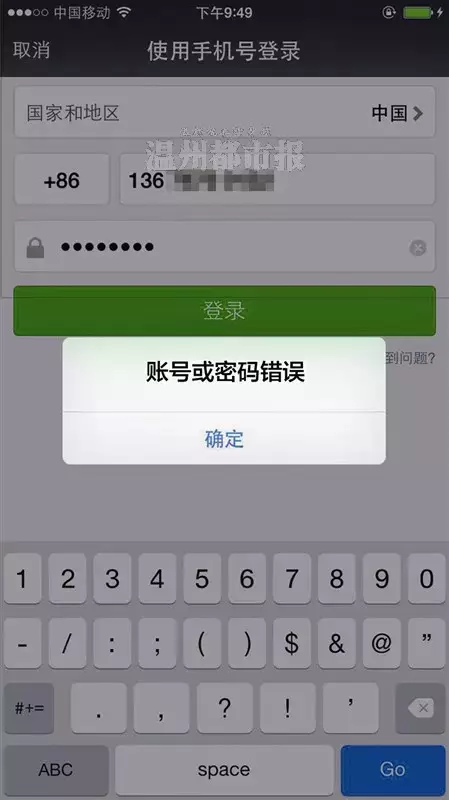 中国移动 下午9:49
取消 使用手机号登录
国家和地区 中国
温州都市报
+86 136
••••••••
登录
到问题?
账号或密码错误
确定
1 2 3 4 5 6 7 8 9 0
- / : ; ( ) $ & @ ”
#+= . , ? ! ’
ABC space Go